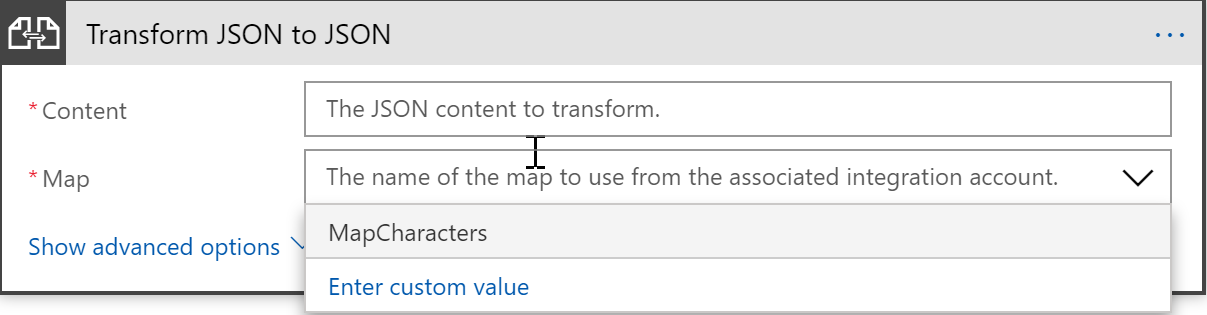 Transform JSON to JSON
...
* Content
The JSON content to transform.
* Map
The name of the map to use from the associated integration account.
MapCharacters
Show advanced options
Enter custom value